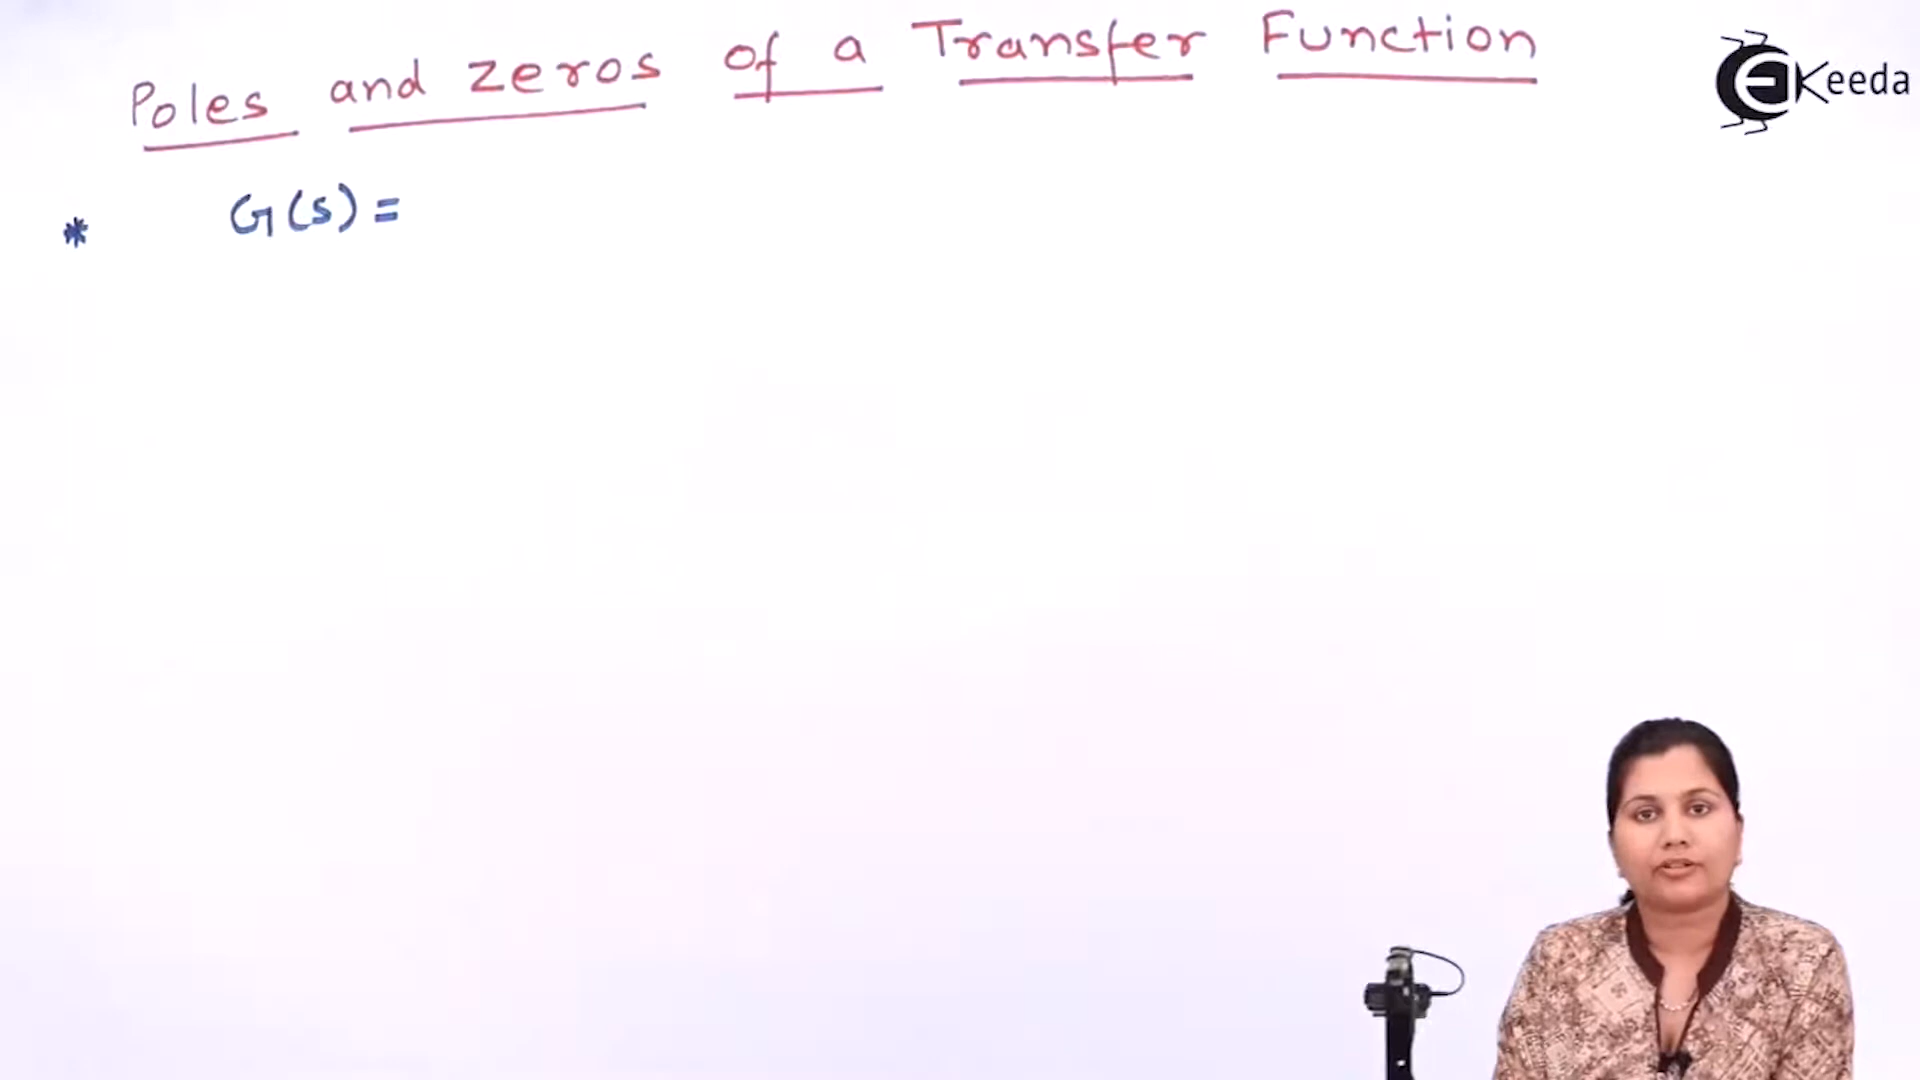 Poles and zeros of a Transfer Function
EKeeda
* G(s) =